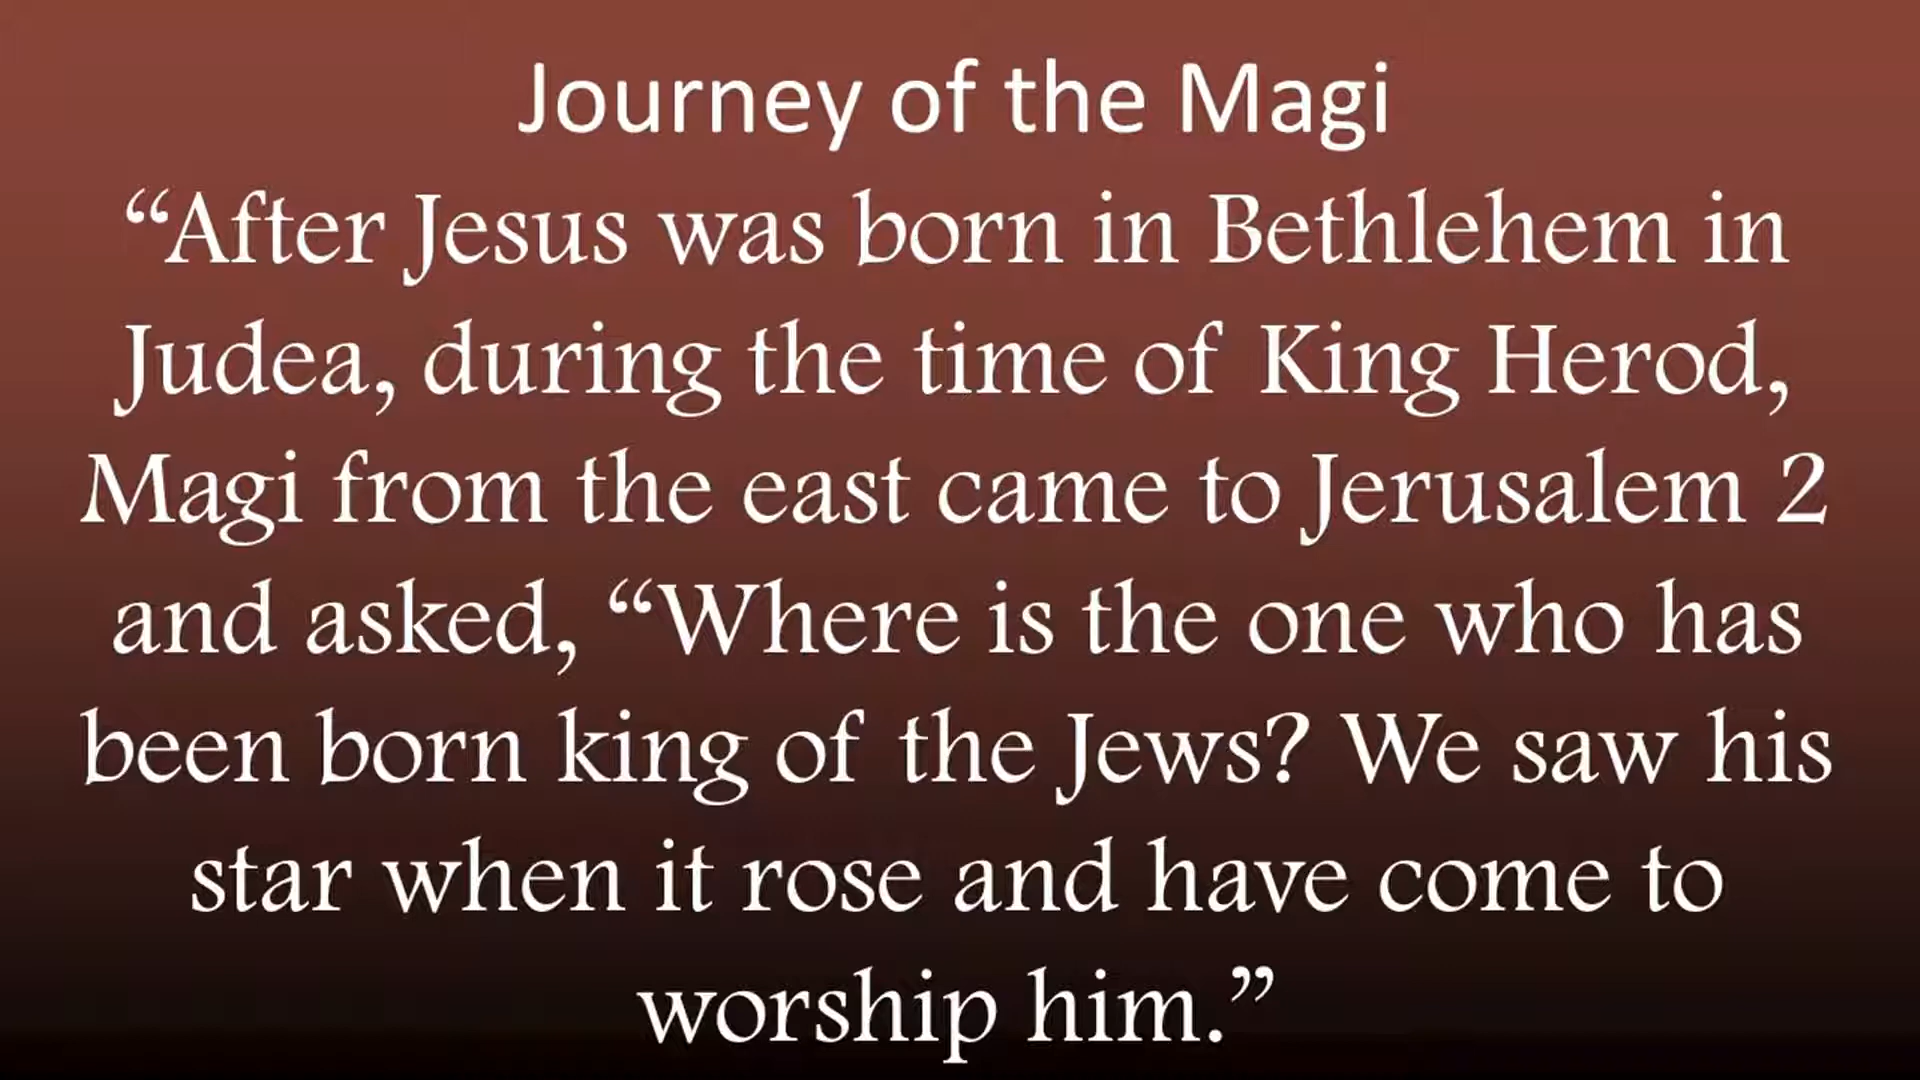 Journey of the Magi
“After Jesus was born in Bethlehem in
Judea, during the time of King Herod,
Magi from the east came to Jerusalem 2
and asked, “Where is the one who has
been born king of the Jews? We saw his
star when it rose and have come to
worship him.”